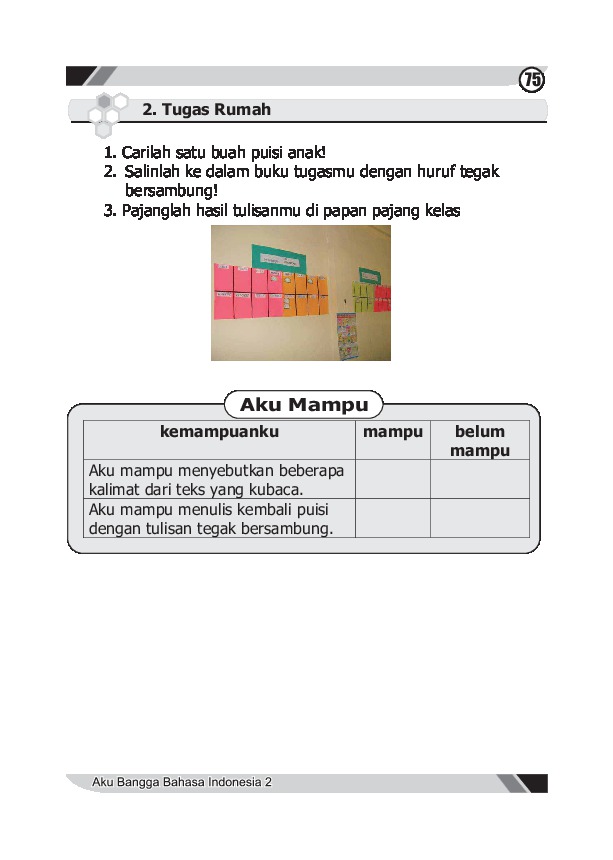 75
2. Tugas Rumah
1. Carilah satu buah puisi anak!
2. Salinlah ke dalam buku tugasmu dengan huruf tegak
bersambung!
3. Pajanglah hasil tulisanmu di papan pajang kelas
Aku Mampu
kemampuanku mampu belum
mampu
Aku mampu menyebutkan beberapa
kalimat dari teks yang kubaca.
Aku mampu menulis kembali puisi
dengan tulisan tegak bersambung.
Aku Bangga Bahasa Indonesia 2